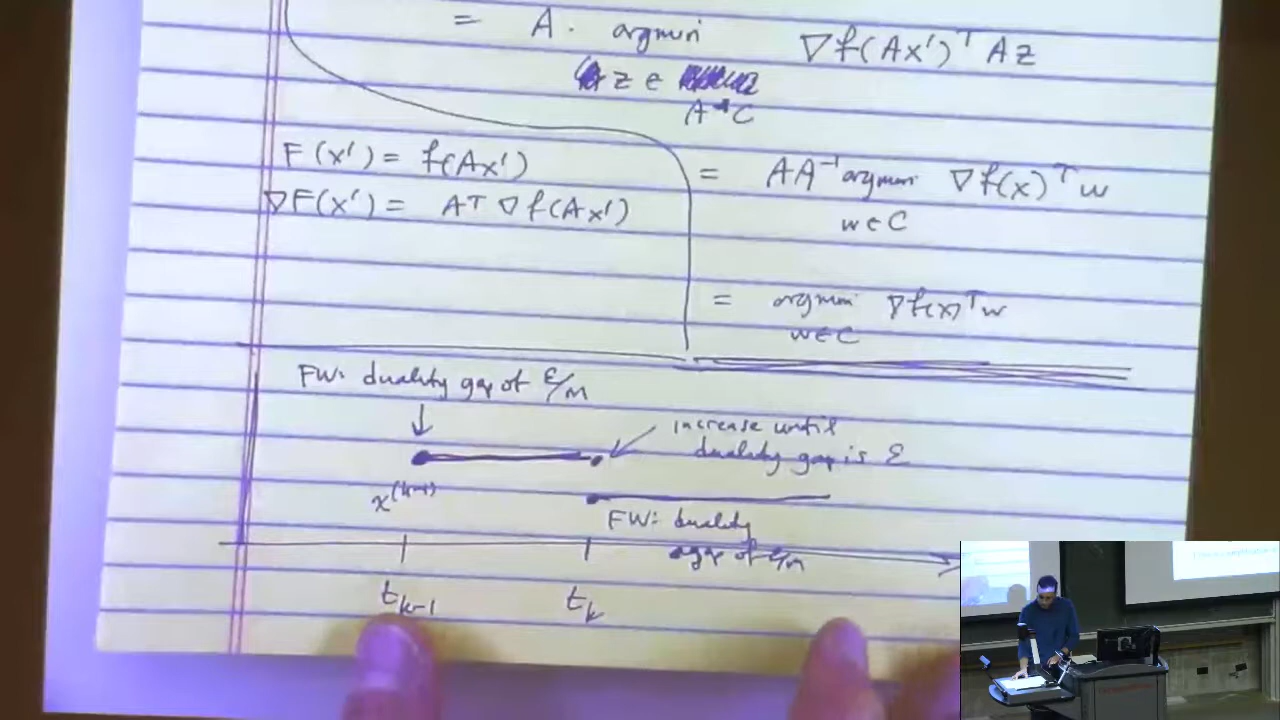 = A · argmin ∇f(Ax')ᵀ Az
z ∈
A⁻¹C
F(x') = f(Ax')
∇F(x') = Aᵀ ∇f(Ax')
= AA⁻¹ argmin ∇f(x)ᵀ w
w ∈ C
= argmin ∇f(x)ᵀw
w ∈ C
FW: duality gap of ε/m
increase until
duality gap is ε
x⁽ᵏ⁻¹⁾
FW: duality
gap of ε/m
t_{k-1} t_k